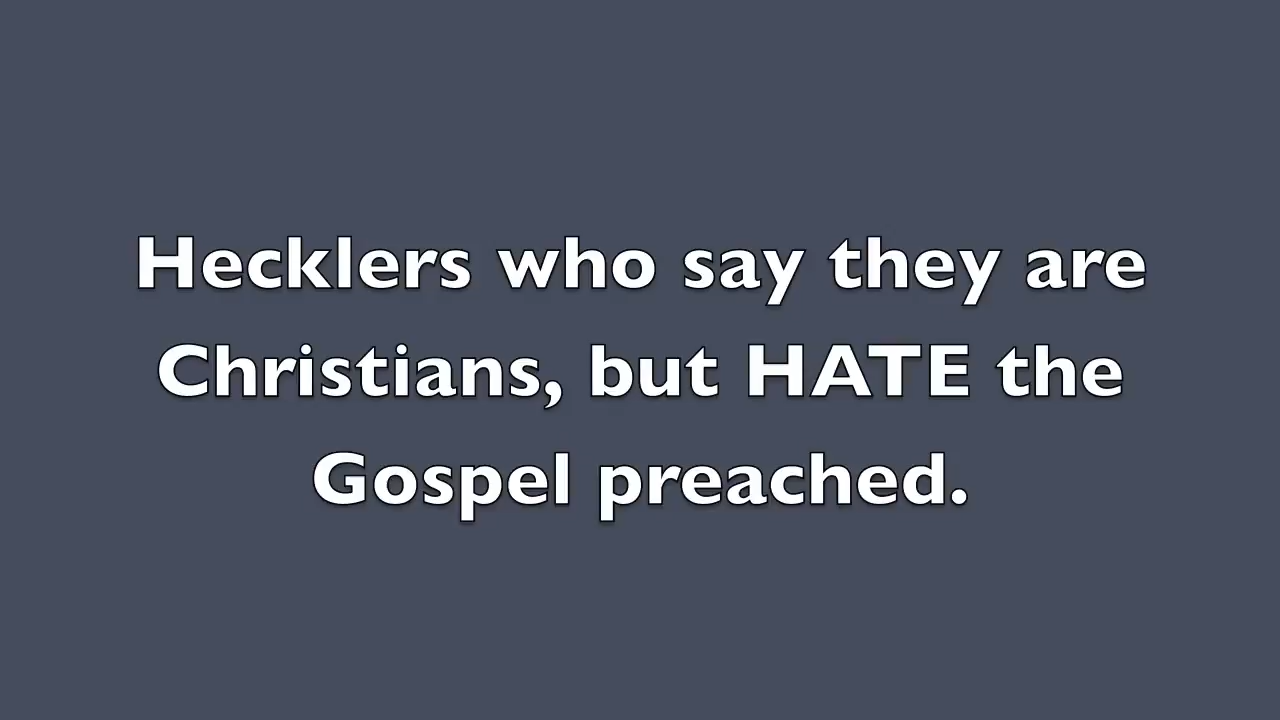 Hecklers who say they are
Christians, but HATE the
Gospel preached.